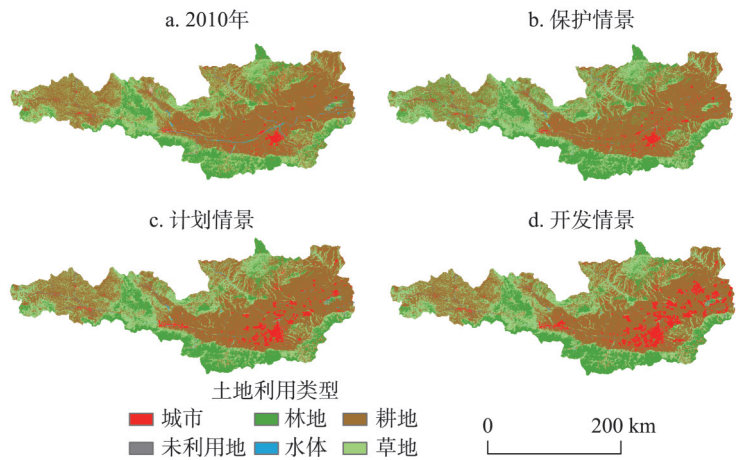 a. 2010年
b. 保护情景
c. 计划情景
d. 开发情景
土地利用类型
城市 林地 耕地
未利用地 水体 草地
0 200 km